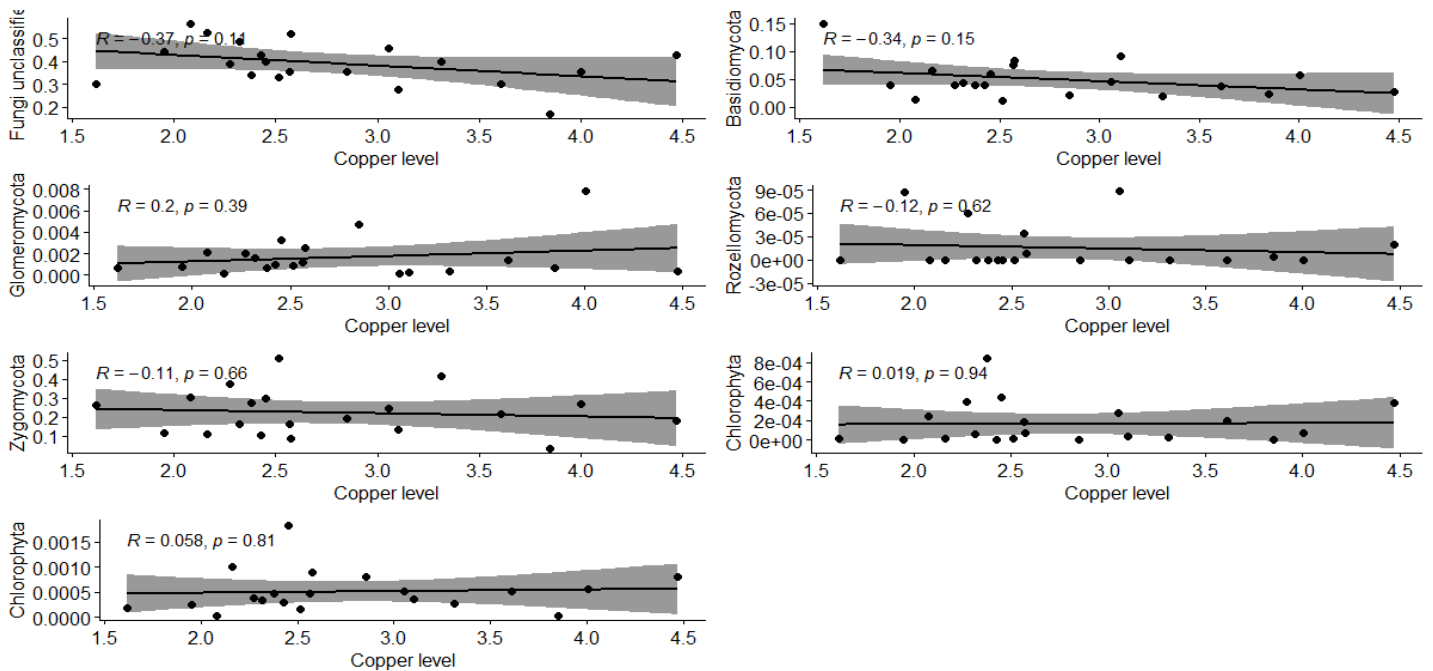 Fungi unclassifie
0.5
0.4
0.3
0.2
R = −0.37, p = 0.11
1.5 2.0 2.5 3.0 3.5 4.0 4.5
Copper level
Basidiomycota
0.15
0.10
0.05
0.00
R = −0.34, p = 0.15
1.5 2.0 2.5 3.0 3.5 4.0 4.5
Copper level
Glomeromycota
0.008
0.006
0.004
0.002
0.000
R = 0.2, p = 0.39
1.5 2.0 2.5 3.0 3.5 4.0 4.5
Copper level
Rozellomycota
9e-05
6e-05
3e-05
0e+00
-3e-05
R = −0.12, p = 0.62
1.5 2.0 2.5 3.0 3.5 4.0 4.5
Copper level
Zygomycota
0.5
0.4
0.3
0.2
0.1
R = −0.11, p = 0.66
1.5 2.0 2.5 3.0 3.5 4.0 4.5
Copper level
Chlorophyta
8e-04
6e-04
4e-04
2e-04
0e+00
R = 0.019, p = 0.94
1.5 2.0 2.5 3.0 3.5 4.0 4.5
Copper level
Chlorophyta
0.0015
0.0010
0.0005
0.0000
R = 0.058, p = 0.81
1.5 2.0 2.5 3.0 3.5 4.0 4.5
Copper level